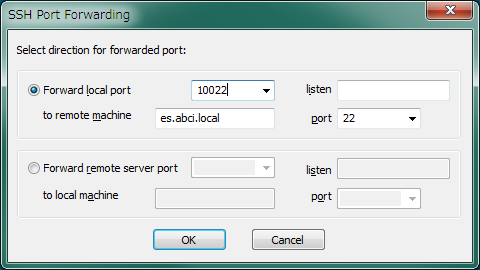 SSH Port Forwarding
Select direction for forwarded port:
Forward local port 10022 listen
to remote machine es.abci.local port 22
Forward remote server port listen
to local machine port
OK Cancel